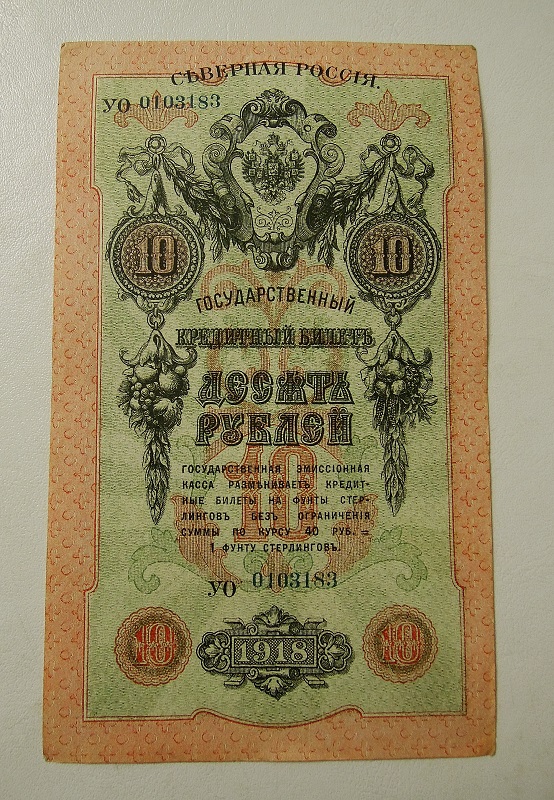 СѢВЕРНАЯ РОССІЯ.
УО 0103183
10 10
ГОСУДАРСТВЕННЫЙ
КРЕДИТНЫЙ БИЛЕТЪ
ДЕСЯТЬ
РУБЛЕЙ
10
ГОСУДАРСТВЕННАЯ ЭМИССІОННАЯ
КАССА РАЗМѢНИВАЕТЪ КРЕДИТ-
НЫЕ БИЛЕТЫ НА ФУНТЫ СТЕР-
ЛИНГОВЪ БЕЗЪ ОГРАНИЧЕНІЯ
СУММЫ ПО КУРСУ 40 РУБ. =
1 ФУНТУ СТЕРЛИНГОВЪ.
УО 0103183
10 1918 10